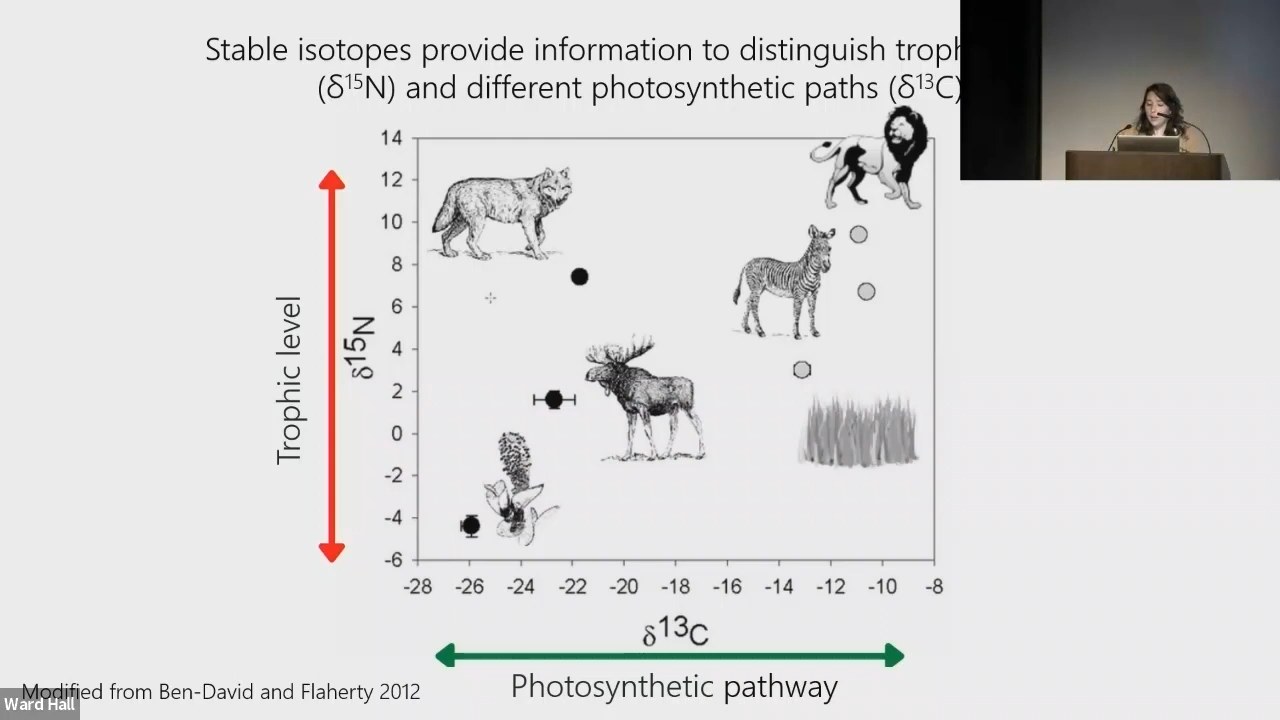 Stable isotopes provide information to distinguish troph
(δ¹⁵N) and different photosynthetic paths (δ¹³C)
14
12
10
8
6
4
2
0
-2
-4
-6
Trophic level
δ¹⁵N
-28 -26 -24 -22 -20 -18 -16 -14 -12 -10 -8
δ¹³C
Photosynthetic pathway
Modified from Ben-David and Flaherty 2012
Ward Hall